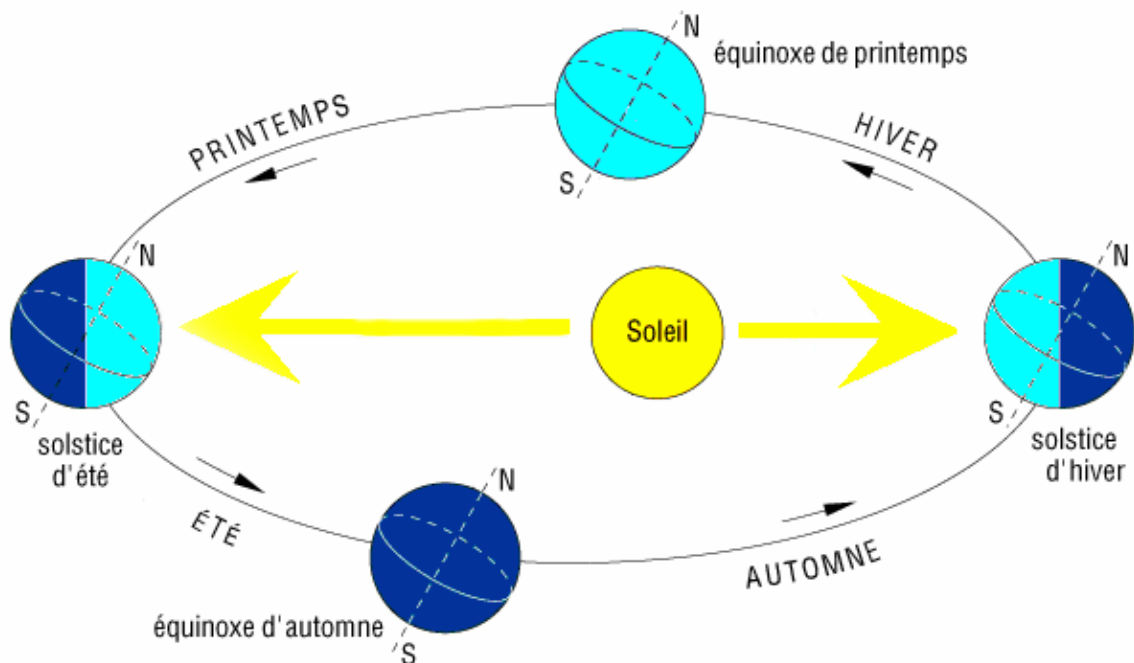 N
équinoxe de printemps
S
PRINTEMPS
HIVER
N
S
solstice
d'été
Soleil
N
S
solstice
d'hiver
ÉTÉ
N
équinoxe d'automne
S
AUTOMNE